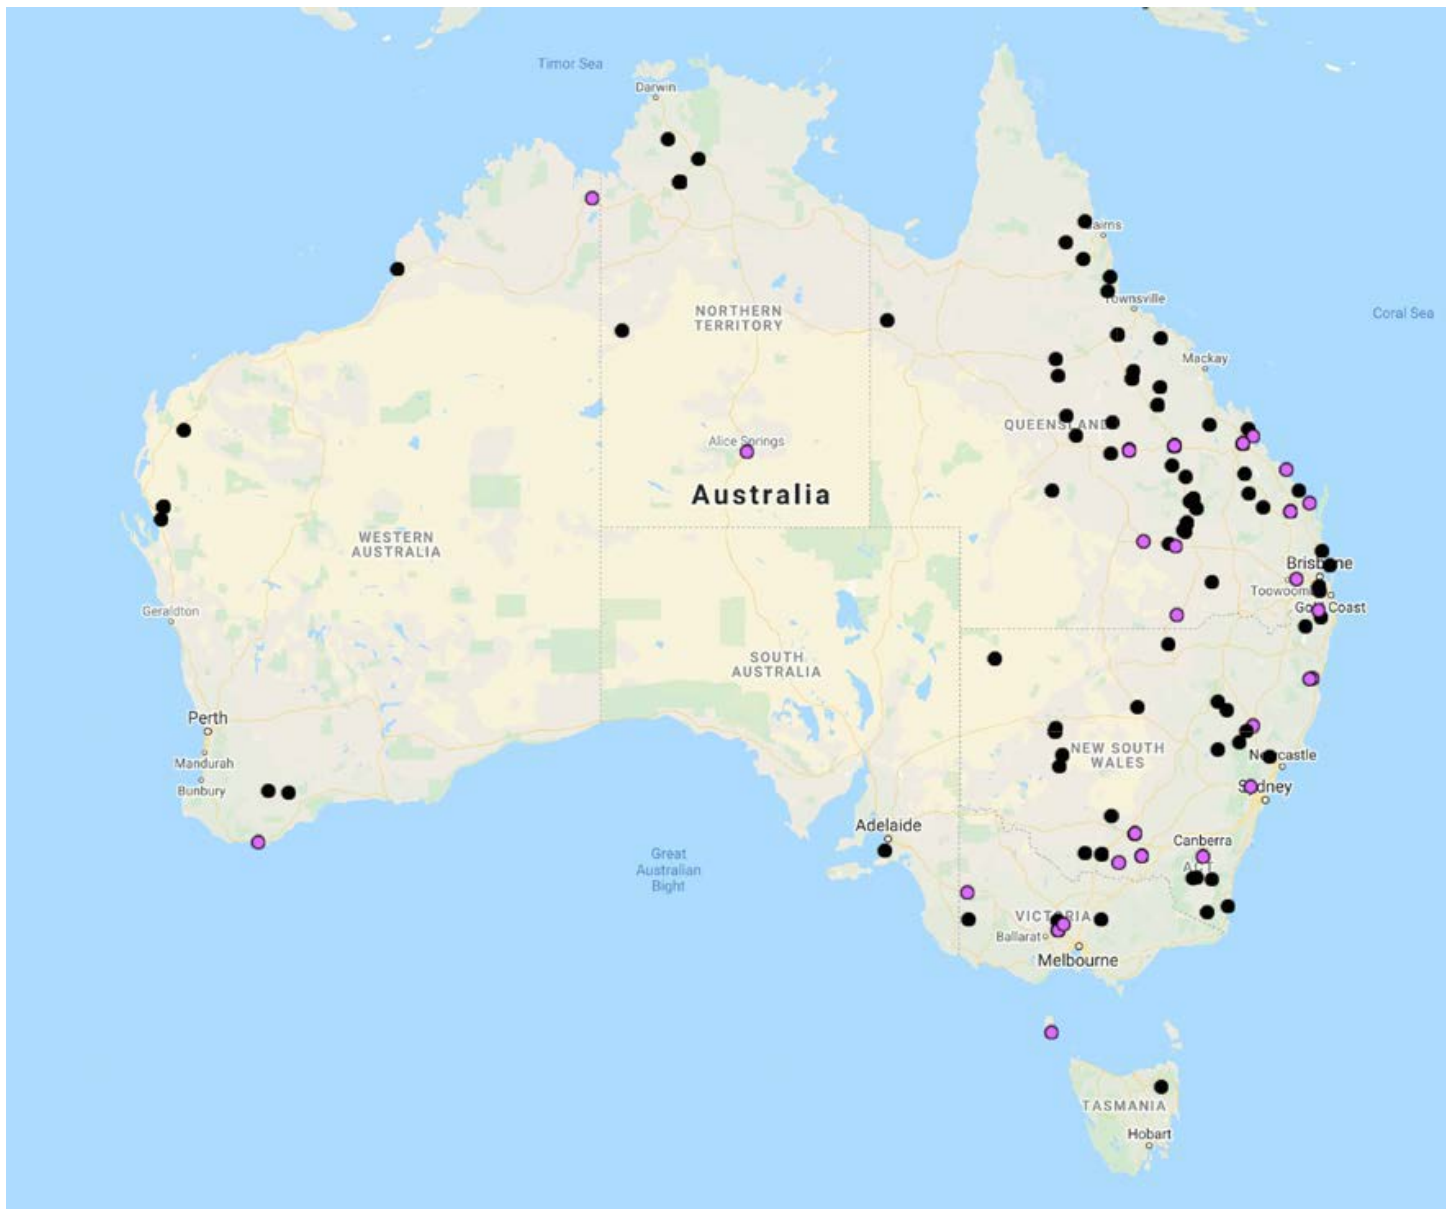 Timor Sea
Darwin
Cairns
Townsville
Coral Sea
NORTHERN
TERRITORY
Mackay
QUEENSLAND
Alice Springs
Australia
WESTERN
AUSTRALIA
Brisbane
Toowoom
Gold Coast
Geraldton
SOUTH
AUSTRALIA
Perth
Mandurah
Bunbury
NEW SOUTH
WALES
Newcastle
Sydney
Adelaide
Canberra
ACT
Great
Australian
Bight
VICTORIA
Ballarat
Melbourne
TASMANIA
Hobart